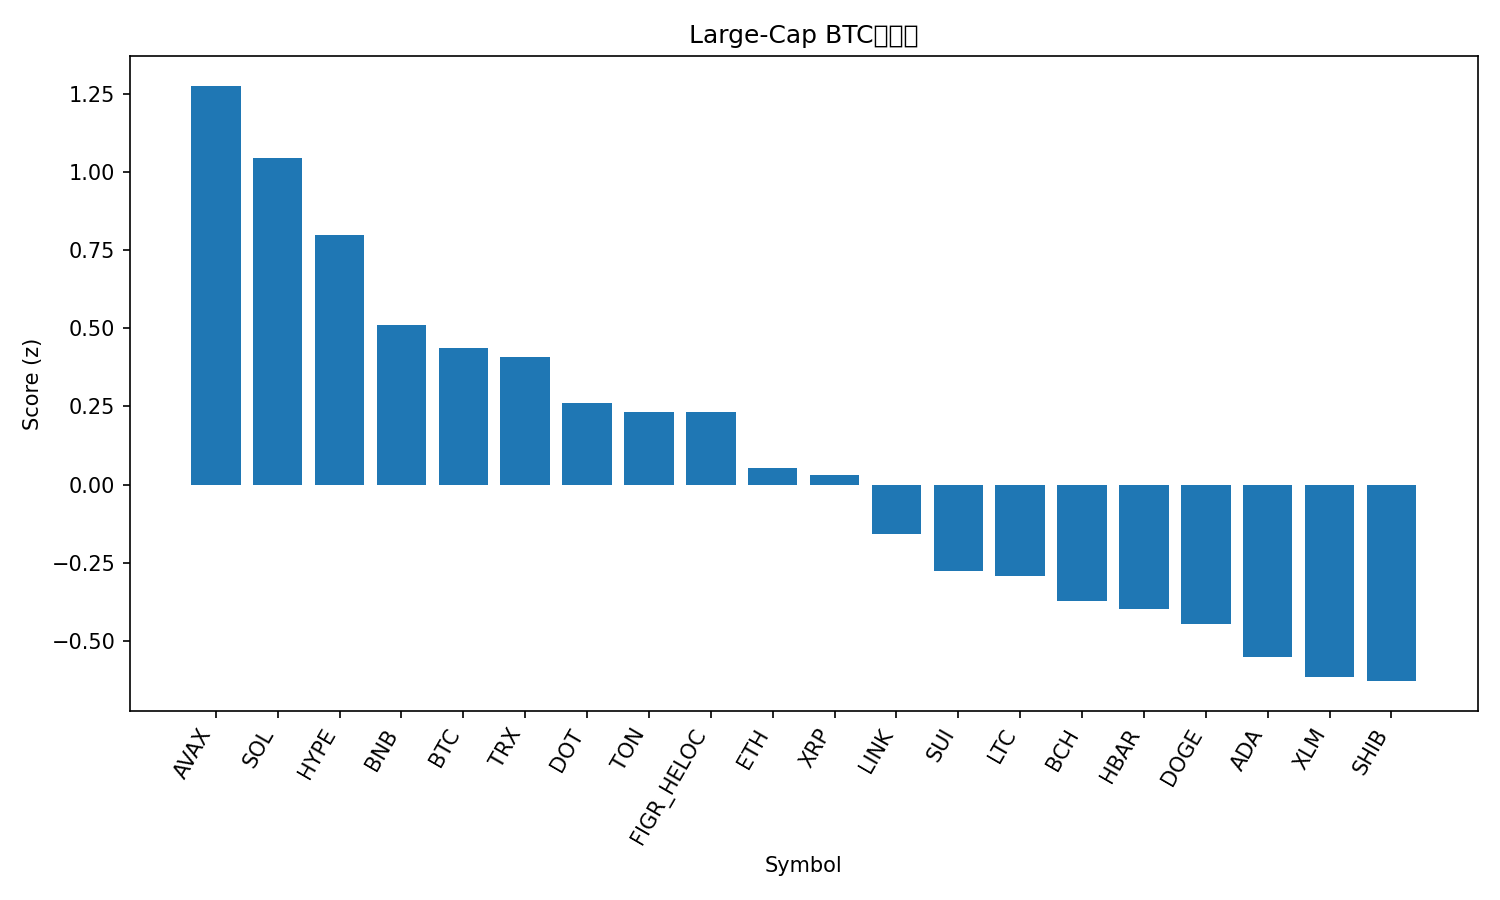 Large-Cap BTC
Score (z)
1.25
1.00
0.75
0.50
0.25
0.00
−0.25
−0.50
AVAX
SOL
HYPE
BNB
BTC
TRX
DOT
TON
FIGR_HELOC
ETH
XRP
LINK
SUI
LTC
BCH
HBAR
DOGE
ADA
XLM
SHIB
Symbol